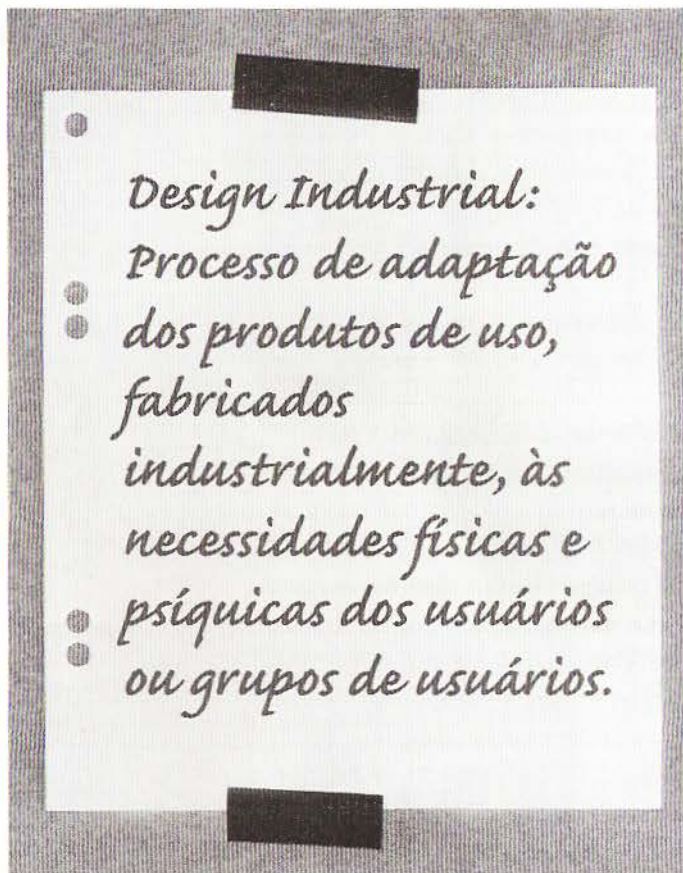 Design Industrial:
Processo de adaptação
dos produtos de uso,
fabricados
industrialmente, às
necessidades físicas e
psíquicas dos usuários
ou grupos de usuários.